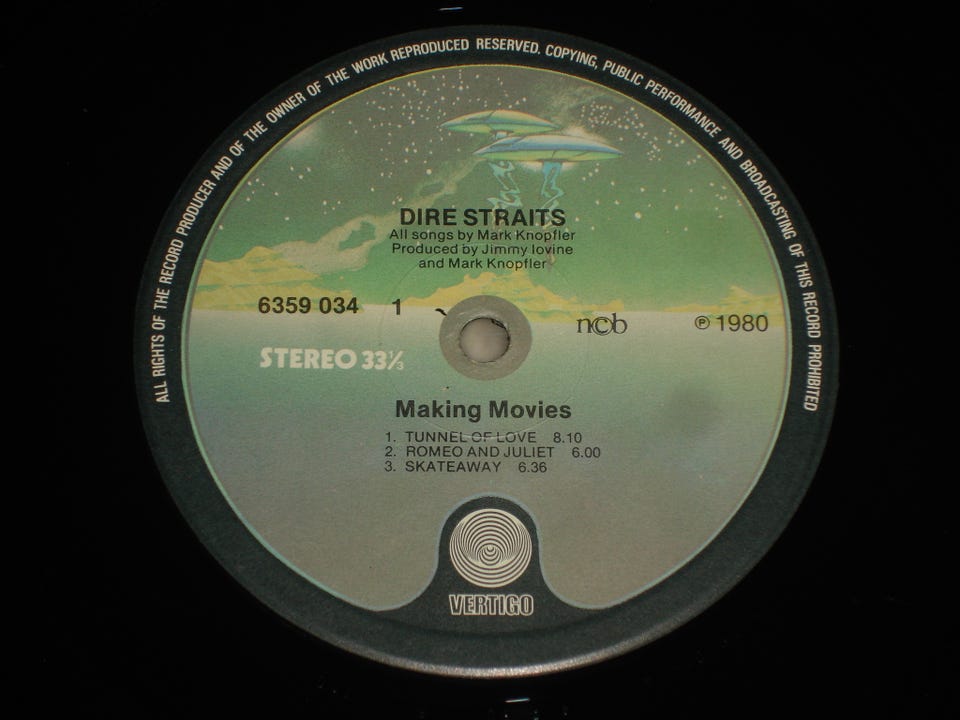 ALL RIGHTS OF THE RECORD PRODUCER AND OF THE OWNER OF THE WORK REPRODUCED RESERVED. COPYING, PUBLIC PERFORMANCE AND BROADCASTING OF THIS RECORD PROHIBITED
DIRE STRAITS
All songs by Mark Knopfler
Produced by Jimmy Iovine
and Mark Knopfler
6359 034 1
ncb ℗ 1980
STEREO 33⅓
Making Movies
1. TUNNEL OF LOVE 8.10
2. ROMEO AND JULIET 6.00
3. SKATEAWAY 6.36
VERTIGO